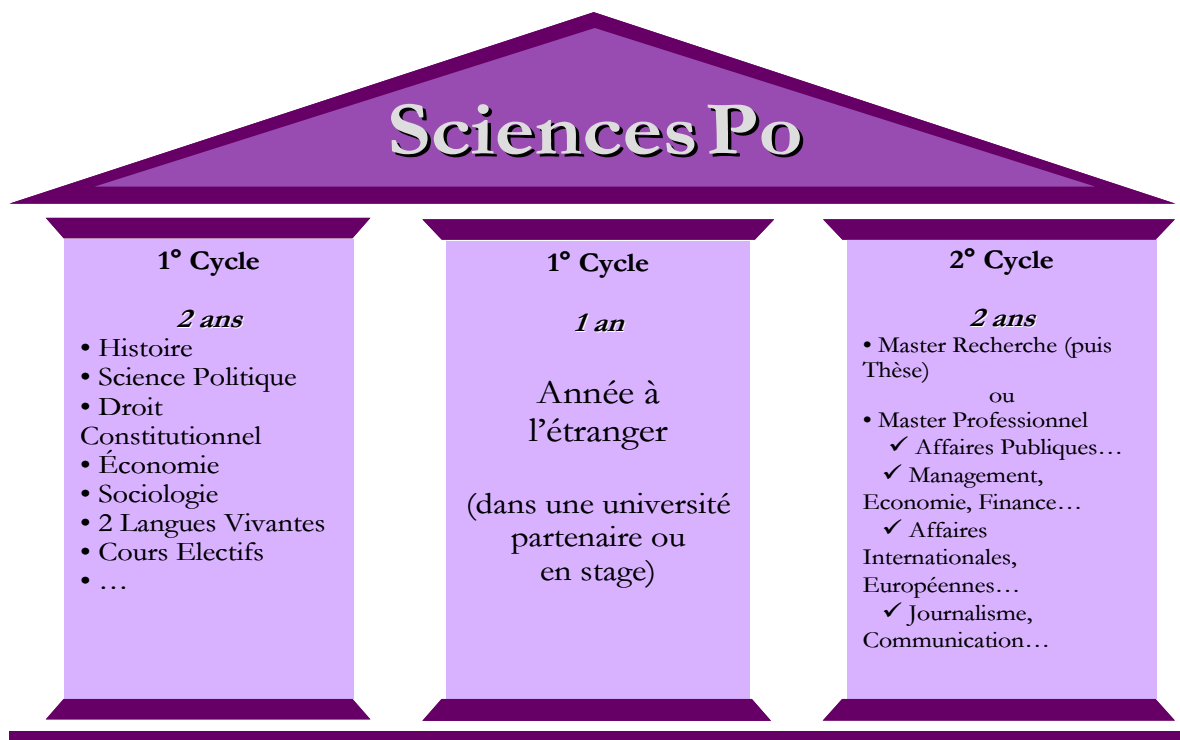 Sciences Po
1° Cycle
2 ans
• Histoire
• Science Politique
• Droit
Constitutionnel
• Économie
• Sociologie
• 2 Langues Vivantes
• Cours Electifs
• …
1° Cycle
1 an
Année à
l’étranger
(dans une université
partenaire ou
en stage)
2° Cycle
2 ans
• Master Recherche (puis
Thèse)
ou
• Master Professionnel
✓ Affaires Publiques…
✓ Management,
Economie, Finance…
✓ Affaires
Internationales,
Européennes…
✓ Journalisme,
Communication…